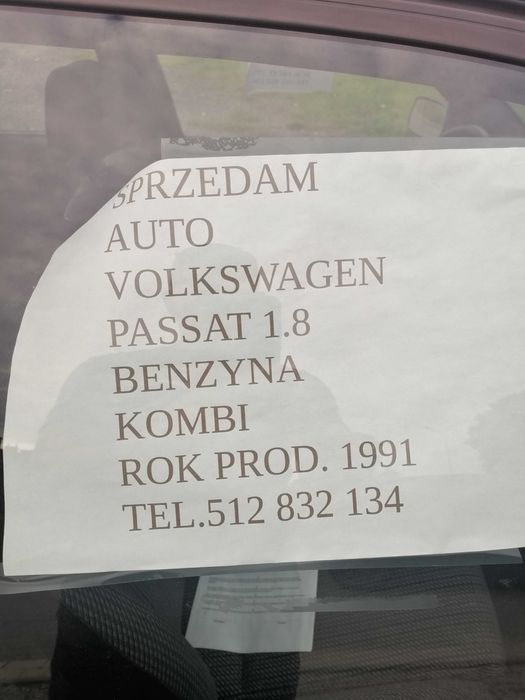 SPRZEDAM
AUTO
VOLKSWAGEN
PASSAT 1.8
BENZYNA
KOMBI
ROK PROD. 1991
TEL.512 832 134